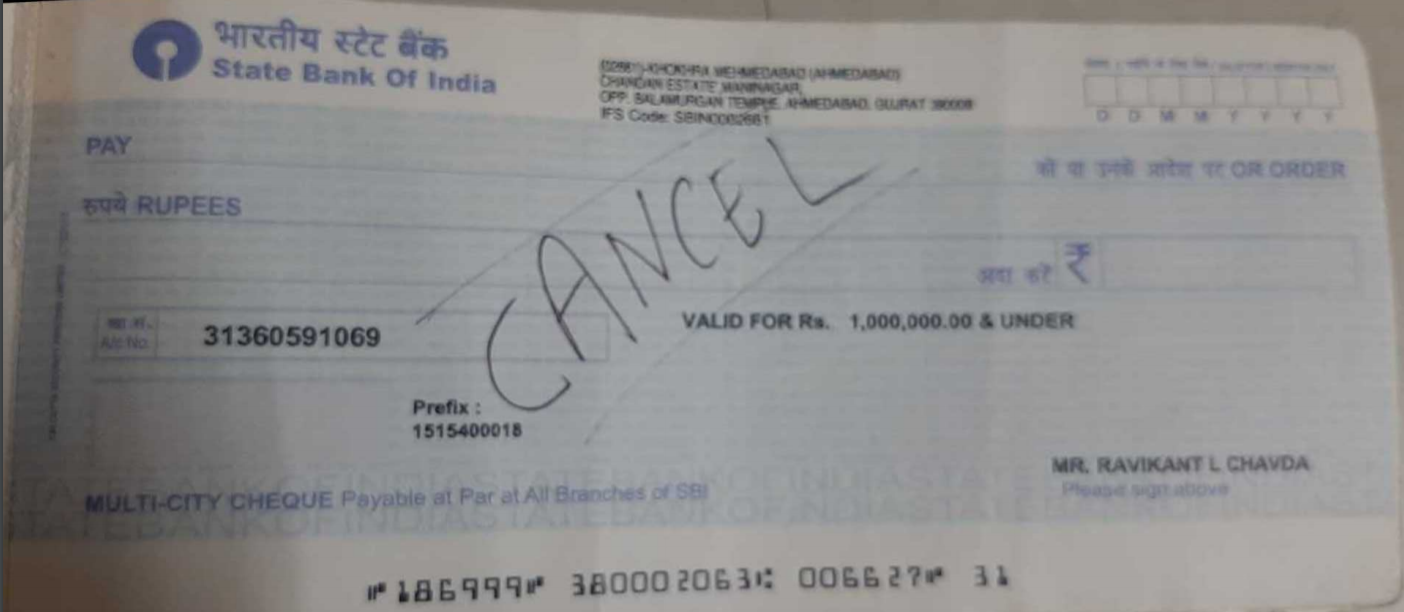 भारतीय स्टेट बैंक
State Bank Of India
(02661)-KHOKHRA MEHMEDABAD (AHMEDABAD)
CHANDAN ESTATE, MANINAGAR,
OPP. BALAMURGAN TEMPLE, AHMEDABAD, GUJRAT 380008
IFS Code: SBIN0002661
D D M M Y Y Y Y
PAY
को या उनके आदेश पर OR ORDER
रुपये RUPEES
CANCEL
अदा करें ₹
खा. सं.
A/c No.
31360591069
VALID FOR Rs. 1,000,000.00 & UNDER
Prefix :
1515400018
MR. RAVIKANT L CHAVDA
Please sign above
MULTI-CITY CHEQUE Payable at Par at All Branches of SBI
STATEBANKOFINDIASTATEBANKOFINDIASTATEBANKOFINDIAS
⑈186999⑈ 380002063⑆ 006627⑈ 31